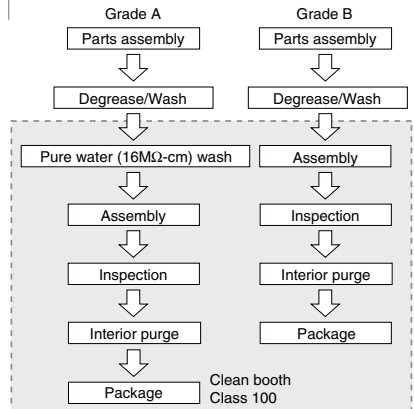 Grade A
Parts assembly
Degrease/Wash
Pure water (16MΩ-cm) wash
Assembly
Inspection
Interior purge
Package
Clean booth
Class 100
Grade B
Parts assembly
Degrease/Wash
Assembly
Inspection
Interior purge
Package